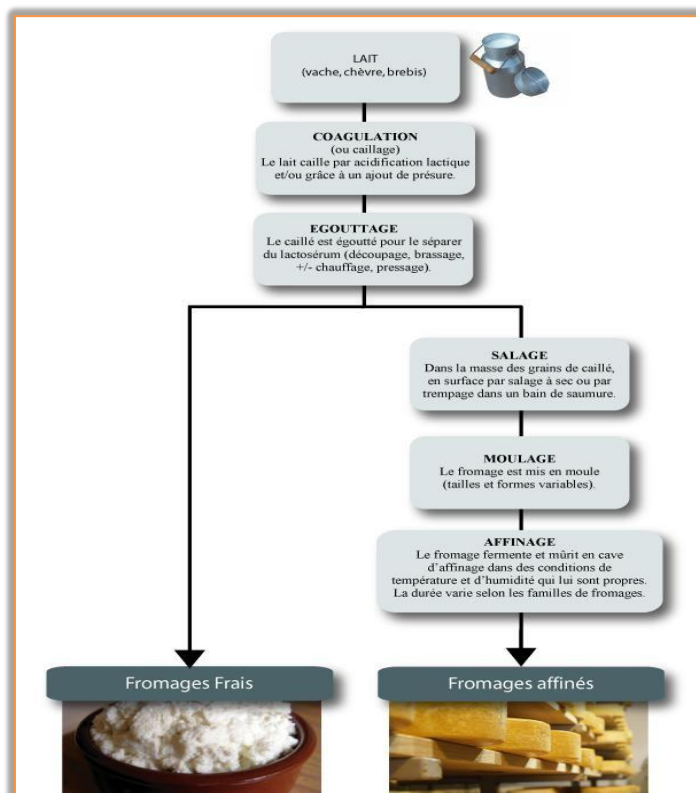 LAIT
(vache, chèvre, brebis)
COAGULATION
(ou caillage)
Le lait caille par acidification lactique
et/ou grâce à un ajout de présure.
EGOUTTAGE
Le caillé est égoutté pour le séparer
du lactosérum (découpage, brassage,
+/- chauffage, pressage).
SALAGE
Dans la masse des grains de caillé,
en surface par salage à sec ou par
trempage dans un bain de saumure.
MOULAGE
Le fromage est mis en moule
(tailles et formes variables).
AFFINAGE
Le fromage fermente et mûrit en cave
d'affinage dans des conditions de
température et d'humidité qui lui sont propres.
La durée varie selon les familles de fromages.
Fromages Frais
Fromages affinés